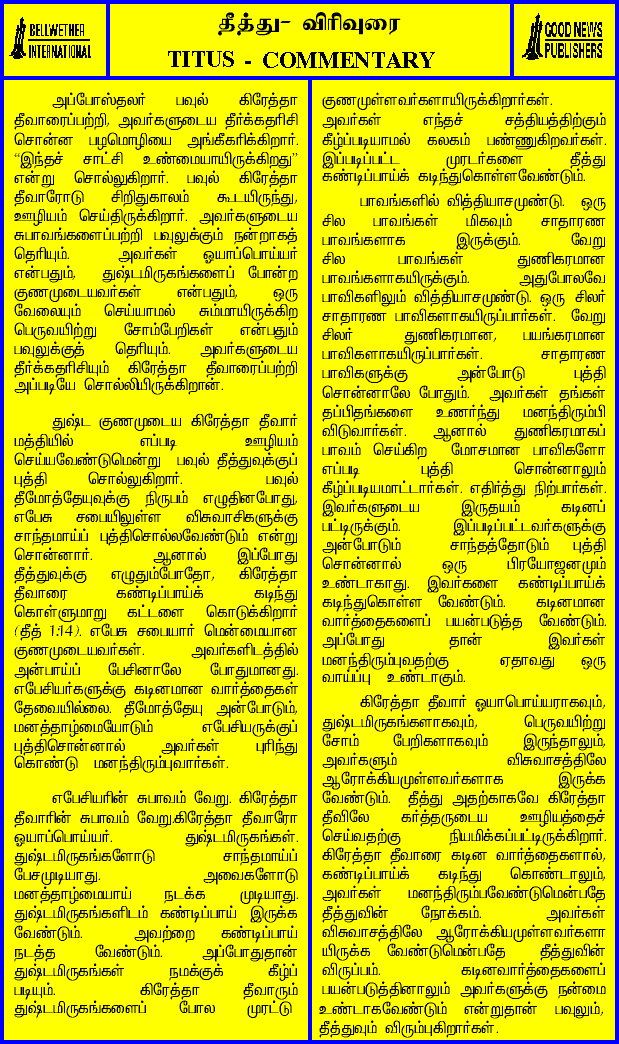 BELLWETHER
INTERNATIONAL
தீத்து- விரிவுரை
TITUS - COMMENTARY
GOOD NEWS
PUBLISHERS
அப்போஸ்தலர் பவுல் கிரேத்தா
தீவாரைப்பற்றி, அவர்களுடைய தீர்க்கதரிசி
சொன்ன பழமொழியை அங்கீகரிக்கிறார்.
“இந்தச் சாட்சி உண்மையாயிருக்கிறது”
என்று சொல்லுகிறார். பவுல் கிரேத்தா
தீவாரோடு சிறிதுகாலம் கூடயிருந்து,
ஊழியம் செய்திருக்கிறார். அவர்களுடைய
சுபாவங்களைப்பற்றி பவுலுக்கும் நன்றாகத்
தெரியும். அவர்கள் ஓயாப்பொய்யர்
என்பதும், துஷ்டமிருகங்களைப் போன்ற
குணமுடையவர்கள் என்பதும், ஒரு
வேலையும் செய்யாமல் சும்மாயிருக்கிற
பெருவயிற்று சோம்பேறிகள் என்பதும்
பவுலுக்குத் தெரியும். அவர்களுடைய
தீர்க்கதரிசியும் கிரேத்தா தீவாரைப்பற்றி
அப்படியே சொல்லியிருக்கிறான்.
துஷ்ட குணமுடைய கிரேத்தா தீவார்
மத்தியில் எப்படி ஊழியம்
செய்யவேண்டுமென்று பவுல் தீத்துவுக்குப்
புத்தி சொல்லுகிறார். பவுல்
தீமோத்தேயுவுக்கு நிருபம் எழுதினபோது,
எபேசு சபையிலுள்ள விசுவாசிகளுக்கு
சாந்தமாய்ப் புத்திசொல்லவேண்டும் என்று
சொன்னார். ஆனால் இப்போது
தீத்துவுக்கு எழுதும்போதோ, கிரேத்தா
தீவாரை கண்டிப்பாய்க் கடிந்து
கொள்ளுமாறு கட்டளை கொடுக்கிறார்
(தீத் 1:14). எபேசு சபையார் மென்மையான
குணமுடையவர்கள். அவர்களிடத்தில்
அன்பாய்ப் பேசினாலே போதுமானது.
எபேசியர்களுக்கு கடினமான வார்த்தைகள்
தேவையில்லை. தீமோத்தேயு அன்போடும்,
மனத்தாழ்மையோடும் எபேசியருக்குப்
புத்திசொன்னால் அவர்கள் புரிந்து
கொண்டு மனந்திரும்புவார்கள்.
எபேசியரின் சுபாவம் வேறு. கிரேத்தா
தீவாரின் சுபாவம் வேறு.கிரேத்தா தீவாரோ
ஓயாப்பொய்யர். துஷ்டமிருகங்கள்.
துஷ்டமிருகங்களோடு சாந்தமாய்ப்
பேசமுடியாது. அவைகளோடு
மனத்தாழ்மையாய் நடக்க முடியாது.
துஷ்டமிருகங்களிடம் கண்டிப்பாய் இருக்க
வேண்டும். அவற்றை கண்டிப்பாய்
நடத்த வேண்டும். அப்போதுதான்
துஷ்டமிருகங்கள் நமக்குக் கீழ்ப்
படியும். கிரேத்தா தீவாரும்
துஷ்டமிருகங்களைப் போல முரட்டு
குணமுள்ளவர்களாயிருக்கிறார்கள்.
அவர்கள் எந்தச் சத்தியத்திற்கும்
கீழ்ப்படியாமல் கலகம் பண்ணுகிறவர்கள்.
இப்படிப்பட்ட முரடர்களை தீத்து
கண்டிப்பாய்க் கடிந்துகொள்ளவேண்டும்.
பாவங்களில் வித்தியாசமுண்டு. ஒரு
சில பாவங்கள் மிகவும் சாதாரண
பாவங்களாக இருக்கும். வேறு
சில பாவங்கள் துணிகரமான
பாவங்களாகயிருக்கும். அதுபோலவே
பாவிகளிலும் வித்தியாசமுண்டு. ஒரு சிலர்
சாதாரண பாவிகளாகயிருப்பார்கள். வேறு
சிலர் துணிகரமான, பயங்கரமான
பாவிகளாகயிருப்பார்கள். சாதாரண
பாவிகளுக்கு அன்போடு புத்தி
சொன்னாலே போதும். அவர்கள் தங்கள்
தப்பிதங்களை உணர்ந்து மனந்திரும்பி
விடுவார்கள். ஆனால் துணிகரமாகப்
பாவம் செய்கிற மோசமான பாவிகளோ
எப்படி புத்தி சொன்னாலும்
கீழ்ப்படியமாட்டார்கள். எதிர்த்து நிற்பார்கள்.
இவர்களுடைய இருதயம் கடினப்
பட்டிருக்கும். இப்படிப்பட்டவர்களுக்கு
அன்போடும் சாந்தத்தோடும் புத்தி
சொன்னால் ஒரு பிரயோஜனமும்
உண்டாகாது. இவர்களை கண்டிப்பாய்க்
கடிந்துகொள்ள வேண்டும். கடினமான
வார்த்தைகளைப் பயன்படுத்த வேண்டும்.
அப்போது தான் இவர்கள்
மனந்திரும்புவதற்கு ஏதாவது ஒரு
வாய்ப்பு உண்டாகும்.
கிரேத்தா தீவார் ஓயாபொய்யராகவும்,
துஷ்டமிருகங்களாகவும், பெருவயிற்று
சோம் பேறிகளாகவும் இருந்தாலும்,
அவர்களும் விசுவாசத்திலே
ஆரோக்கியமுள்ளவர்களாக இருக்க
வேண்டும். தீத்து அதற்காகவே கிரேத்தா
தீவிலே கர்த்தருடைய ஊழியத்தைச்
செய்வதற்கு நியமிக்கப்பட்டிருக்கிறார்.
கிரேத்தா தீவாரை கடின வார்த்தைகளால்,
கண்டிப்பாய்க் கடிந்து கொண்டாலும்,
அவர்கள் மனந்திரும்பவேண்டுமென்பதே
தீத்துவின் நோக்கம். அவர்கள்
விசுவாசத்திலே ஆரோக்கியமுள்ளவர்களா
யிருக்க வேண்டுமென்பதே தீத்துவின்
விருப்பம். கடினவார்த்தைகளைப்
பயன்படுத்தினாலும் அவர்களுக்கு நன்மை
உண்டாகவேண்டும் என்றுதான் பவுலும்,
தீத்துவும் விரும்புகிறார்கள்.